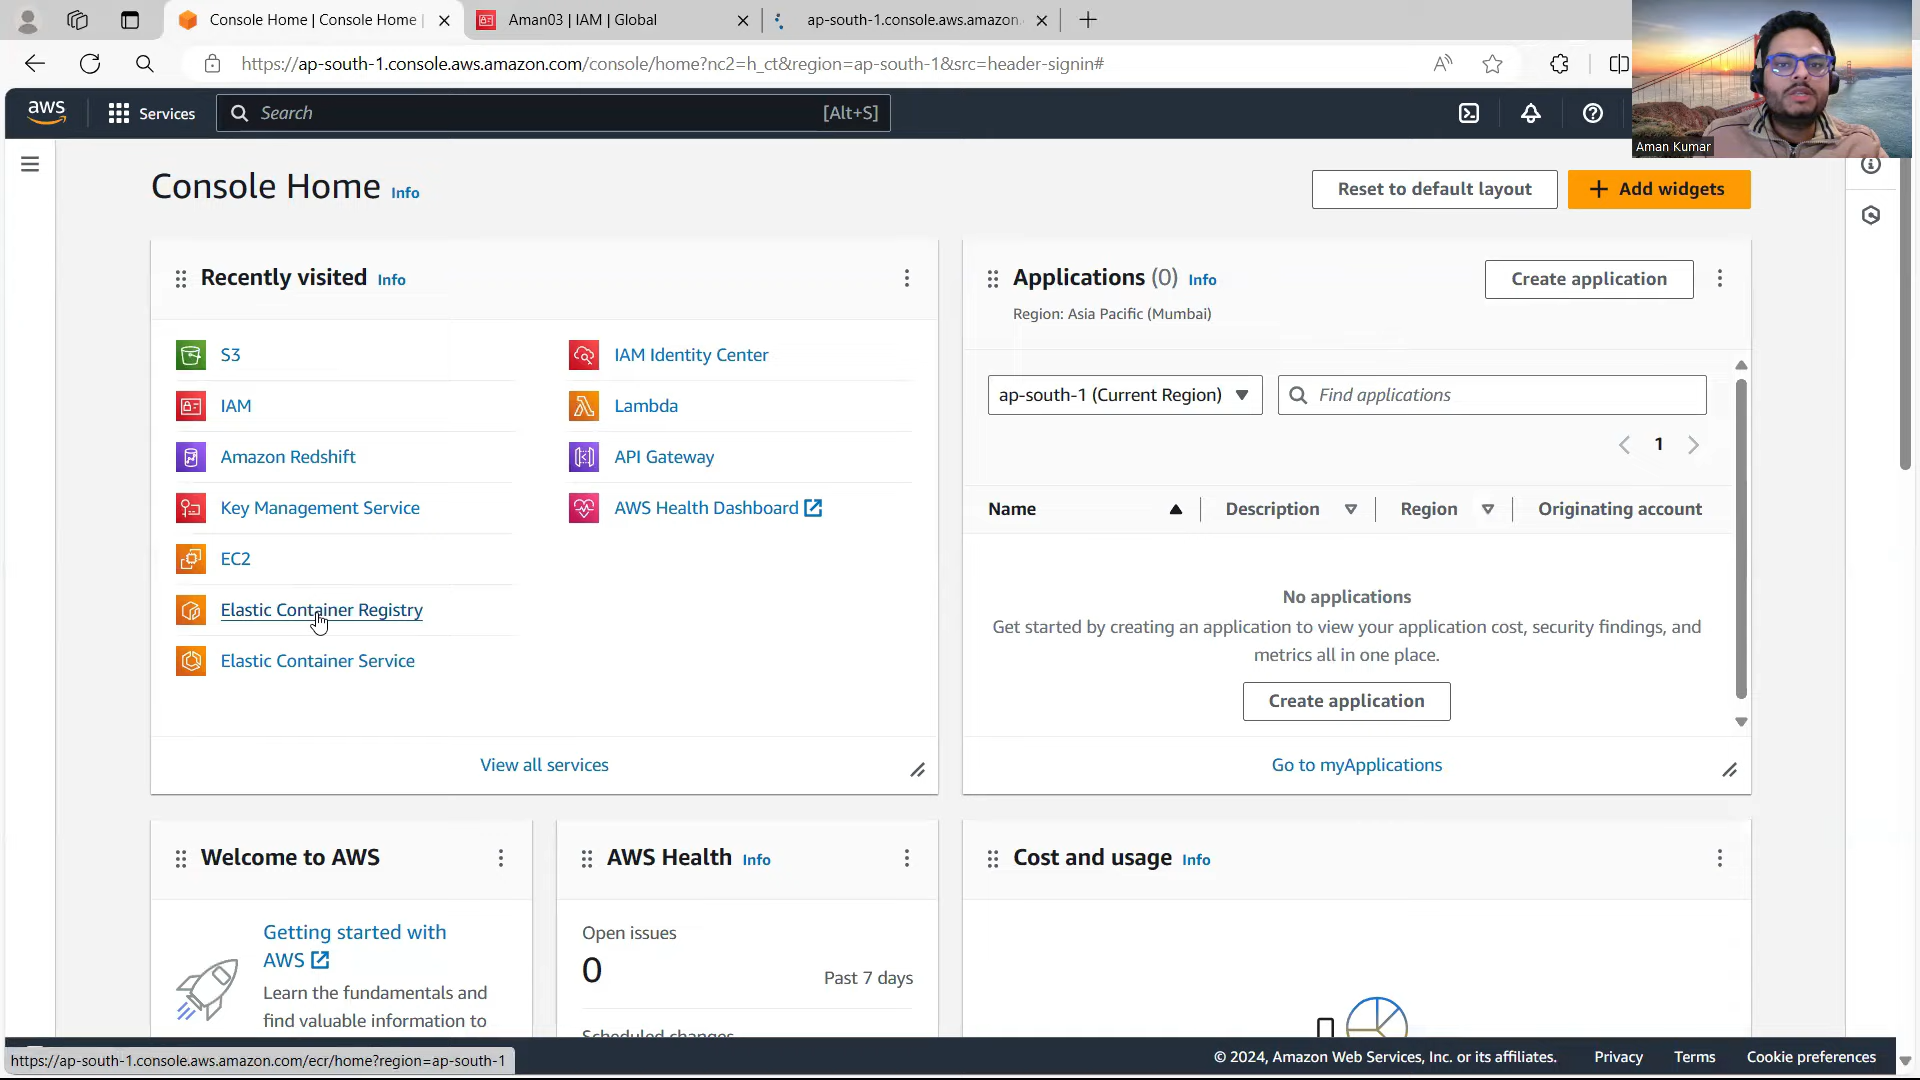 Console Home | Console Home
Aman03 | IAM | Global
ap-south-1.console.aws.amazon.
https://ap-south-1.console.aws.amazon.com/console/home?nc2=h_ct&region=ap-south-1&src=header-signin#
aws
Services
Search
[Alt+S]
Aman Kumar
Console Home Info
Reset to default layout
+ Add widgets
Recently visited Info
S3
IAM
Amazon Redshift
Key Management Service
EC2
Elastic Container Registry
Elastic Container Service
IAM Identity Center
Lambda
API Gateway
AWS Health Dashboard
View all services
Applications (0) Info
Region: Asia Pacific (Mumbai)
Create application
ap-south-1 (Current Region)
Find applications
1
Name
Description
Region
Originating account
No applications
Get started by creating an application to view your application cost, security findings, and
metrics all in one place.
Create application
Go to myApplications
Welcome to AWS
Getting started with
AWS
Learn the fundamentals and
find valuable information to
AWS Health Info
Open issues
0
Past 7 days
Scheduled changes
Cost and usage Info
https://ap-south-1.console.aws.amazon.com/ecr/home?region=ap-south-1
© 2024, Amazon Web Services, Inc. or its affiliates.
Privacy
Terms
Cookie preferences